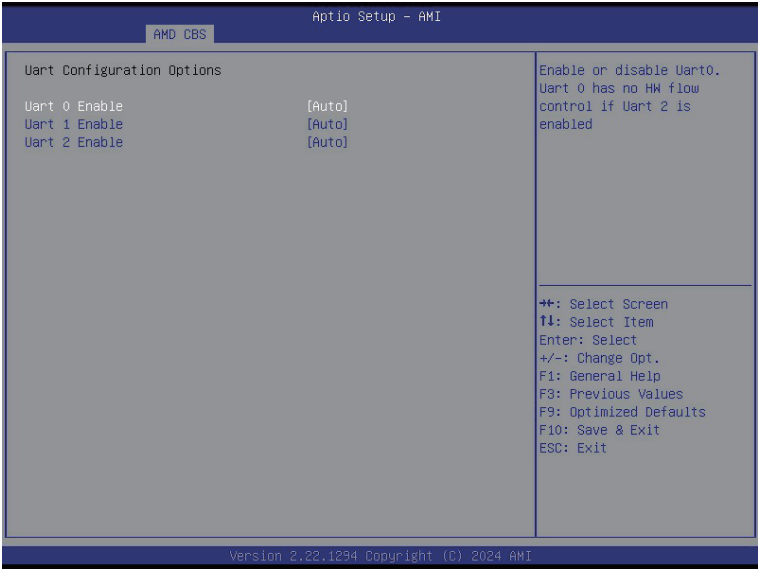 Aptio Setup – AMI
AMD CBS
Uart Configuration Options
Uart 0 Enable [Auto]
Uart 1 Enable [Auto]
Uart 2 Enable [Auto]
Enable or disable Uart0.
Uart 0 has no HW flow
control if Uart 2 is
enabled
→←: Select Screen
↑↓: Select Item
Enter: Select
+/-: Change Opt.
F1: General Help
F3: Previous Values
F9: Optimized Defaults
F10: Save & Exit
ESC: Exit
Version 2.22.1294 Copyright (C) 2024 AMI